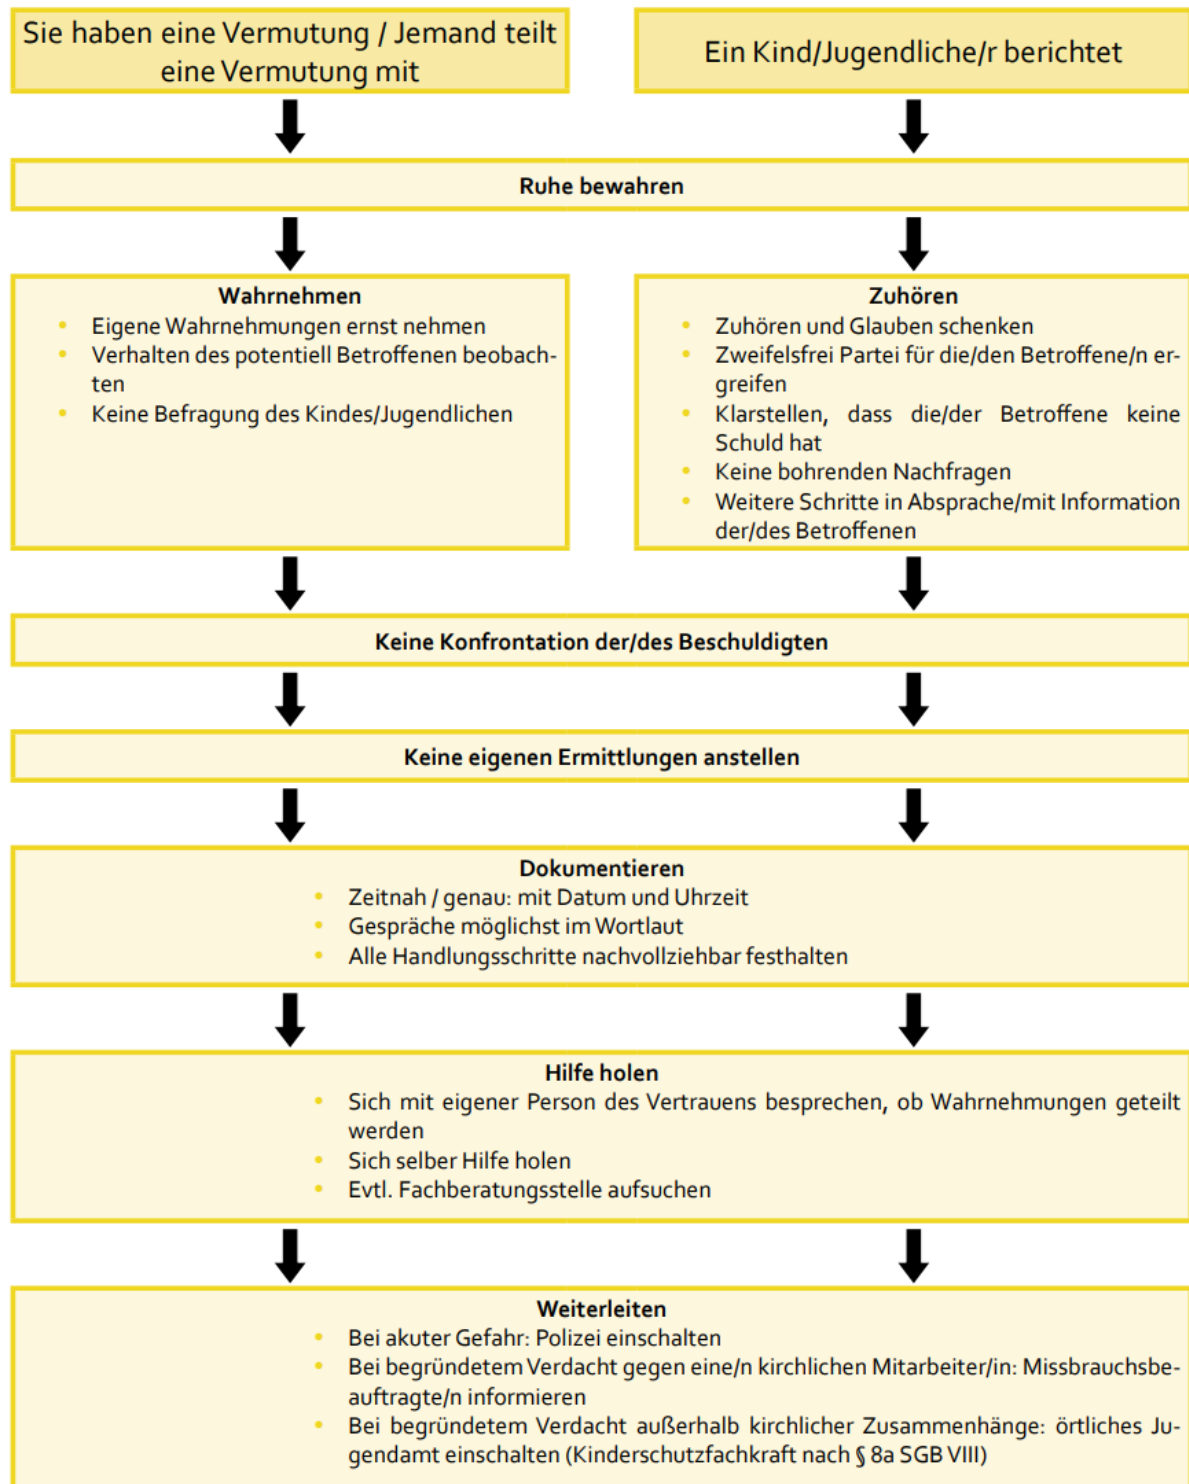 Sie haben eine Vermutung / Jemand teilt
eine Vermutung mit
Ein Kind/Jugendliche/r berichtet
Ruhe bewahren
Wahrnehmen
• Eigene Wahrnehmungen ernst nehmen
• Verhalten des potentiell Betroffenen beobach-
ten
• Keine Befragung des Kindes/Jugendlichen
Zuhören
• Zuhören und Glauben schenken
• Zweifelsfrei Partei für die/den Betroffene/n er-
greifen
• Klarstellen, dass die/der Betroffene keine
Schuld hat
• Keine bohrenden Nachfragen
• Weitere Schritte in Absprache/mit Information
der/des Betroffenen
Keine Konfrontation der/des Beschuldigten
Keine eigenen Ermittlungen anstellen
Dokumentieren
• Zeitnah / genau: mit Datum und Uhrzeit
• Gespräche möglichst im Wortlaut
• Alle Handlungsschritte nachvollziehbar festhalten
Hilfe holen
• Sich mit eigener Person des Vertrauens besprechen, ob Wahrnehmungen geteilt
werden
• Sich selber Hilfe holen
• Evtl. Fachberatungsstelle aufsuchen
Weiterleiten
• Bei akuter Gefahr: Polizei einschalten
• Bei begründetem Verdacht gegen eine/n kirchlichen Mitarbeiter/in: Missbrauchsbe-
auftragte/n informieren
• Bei begründetem Verdacht außerhalb kirchlicher Zusammenhänge: örtliches Ju-
gendamt einschalten (Kinderschutzfachkraft nach § 8a SGB VIII)